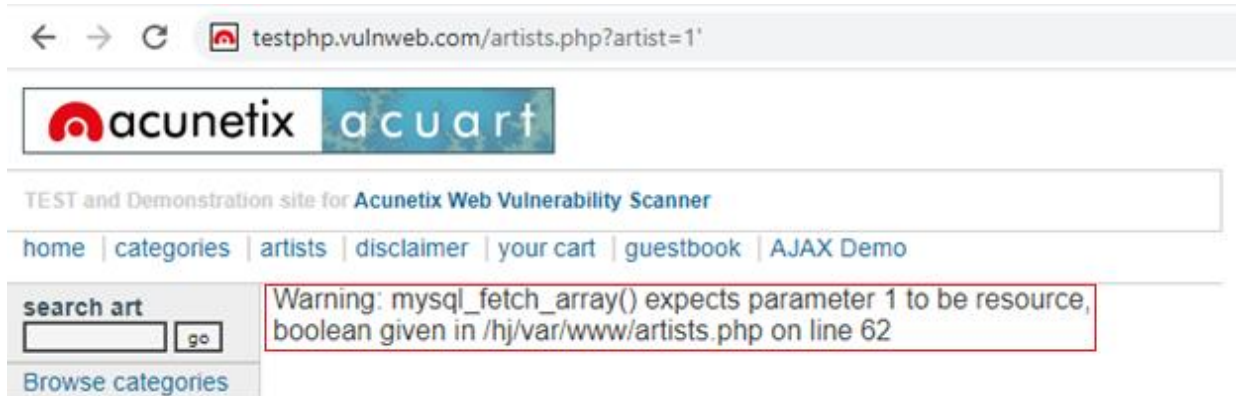 testphp.vulnweb.com/artists.php?artist=1'
acunetix acuart
TEST and Demonstration site for Acunetix Web Vulnerability Scanner
home | categories | artists | disclaimer | your cart | guestbook | AJAX Demo
search art
go
Browse categories
Warning: mysql_fetch_array() expects parameter 1 to be resource,
boolean given in /hj/var/www/artists.php on line 62